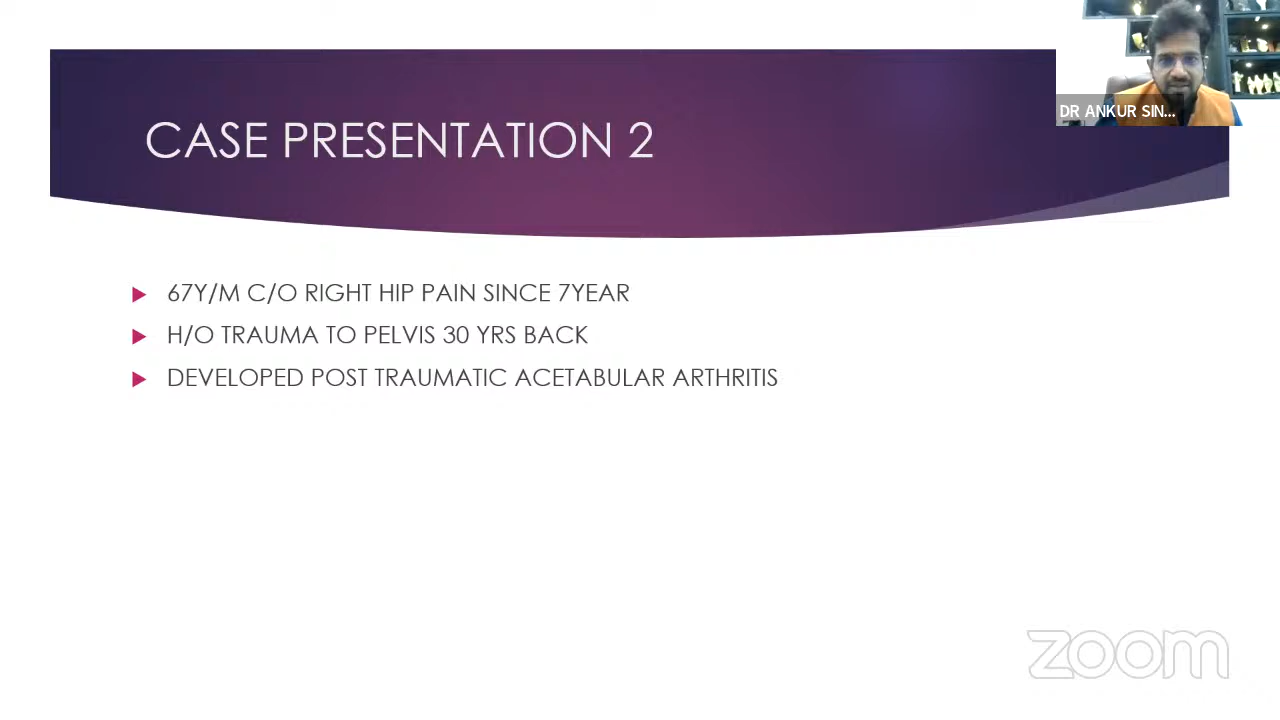 DR ANKUR SIN...
CASE PRESENTATION 2
67Y/M C/O RIGHT HIP PAIN SINCE 7YEAR
H/O TRAUMA TO PELVIS 30 YRS BACK
DEVELOPED POST TRAUMATIC ACETABULAR ARTHRITIS
zoom